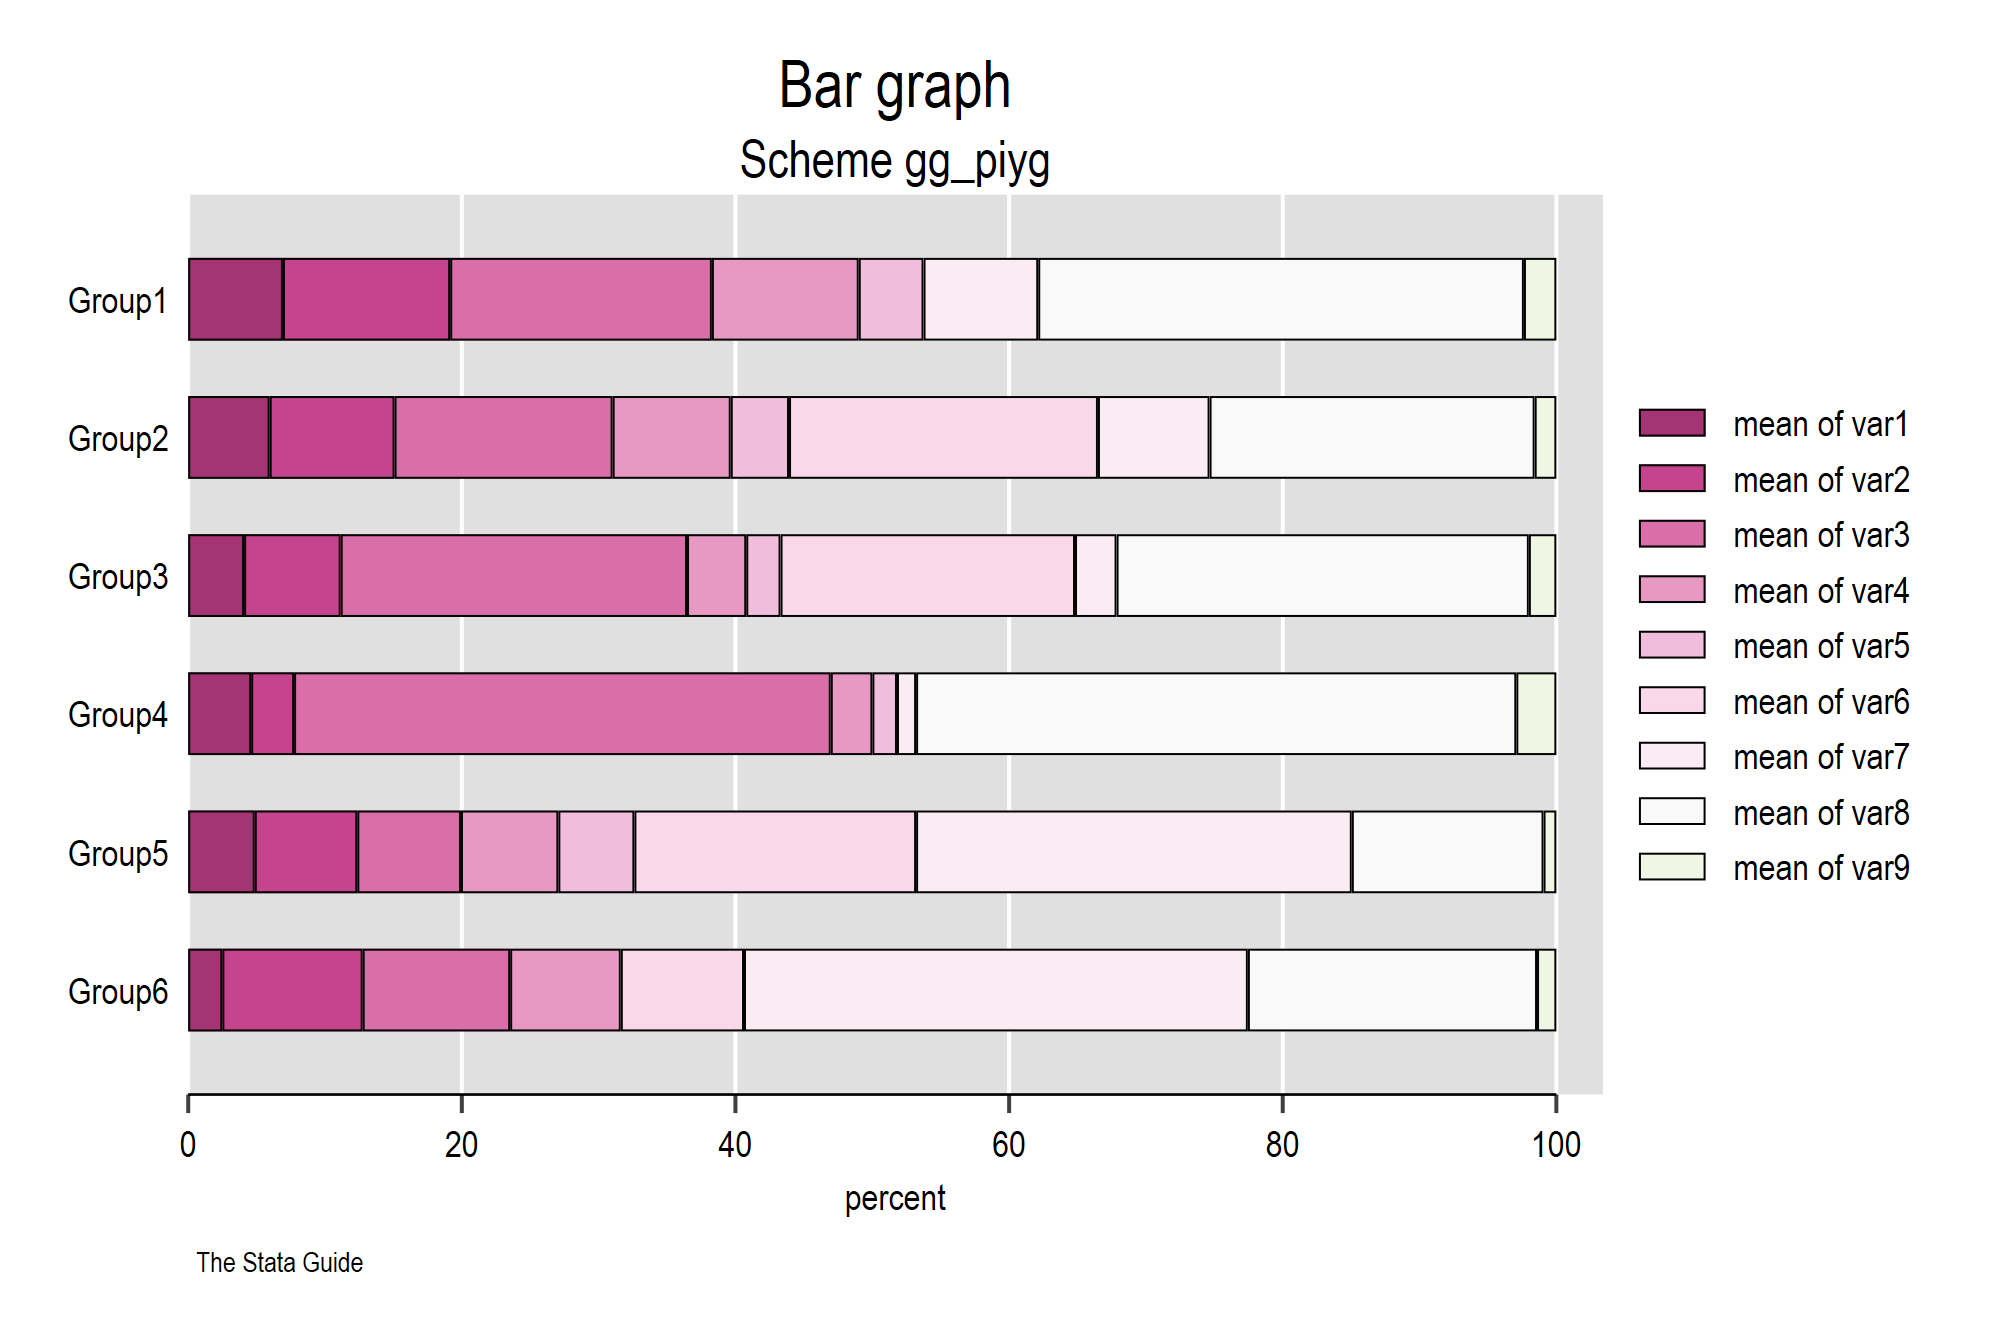 Bar graph
Scheme gg_piyg
Group1
Group2
Group3
Group4
Group5
Group6
mean of var1
mean of var2
mean of var3
mean of var4
mean of var5
mean of var6
mean of var7
mean of var8
mean of var9
0 20 40 60 80 100
percent
The Stata Guide